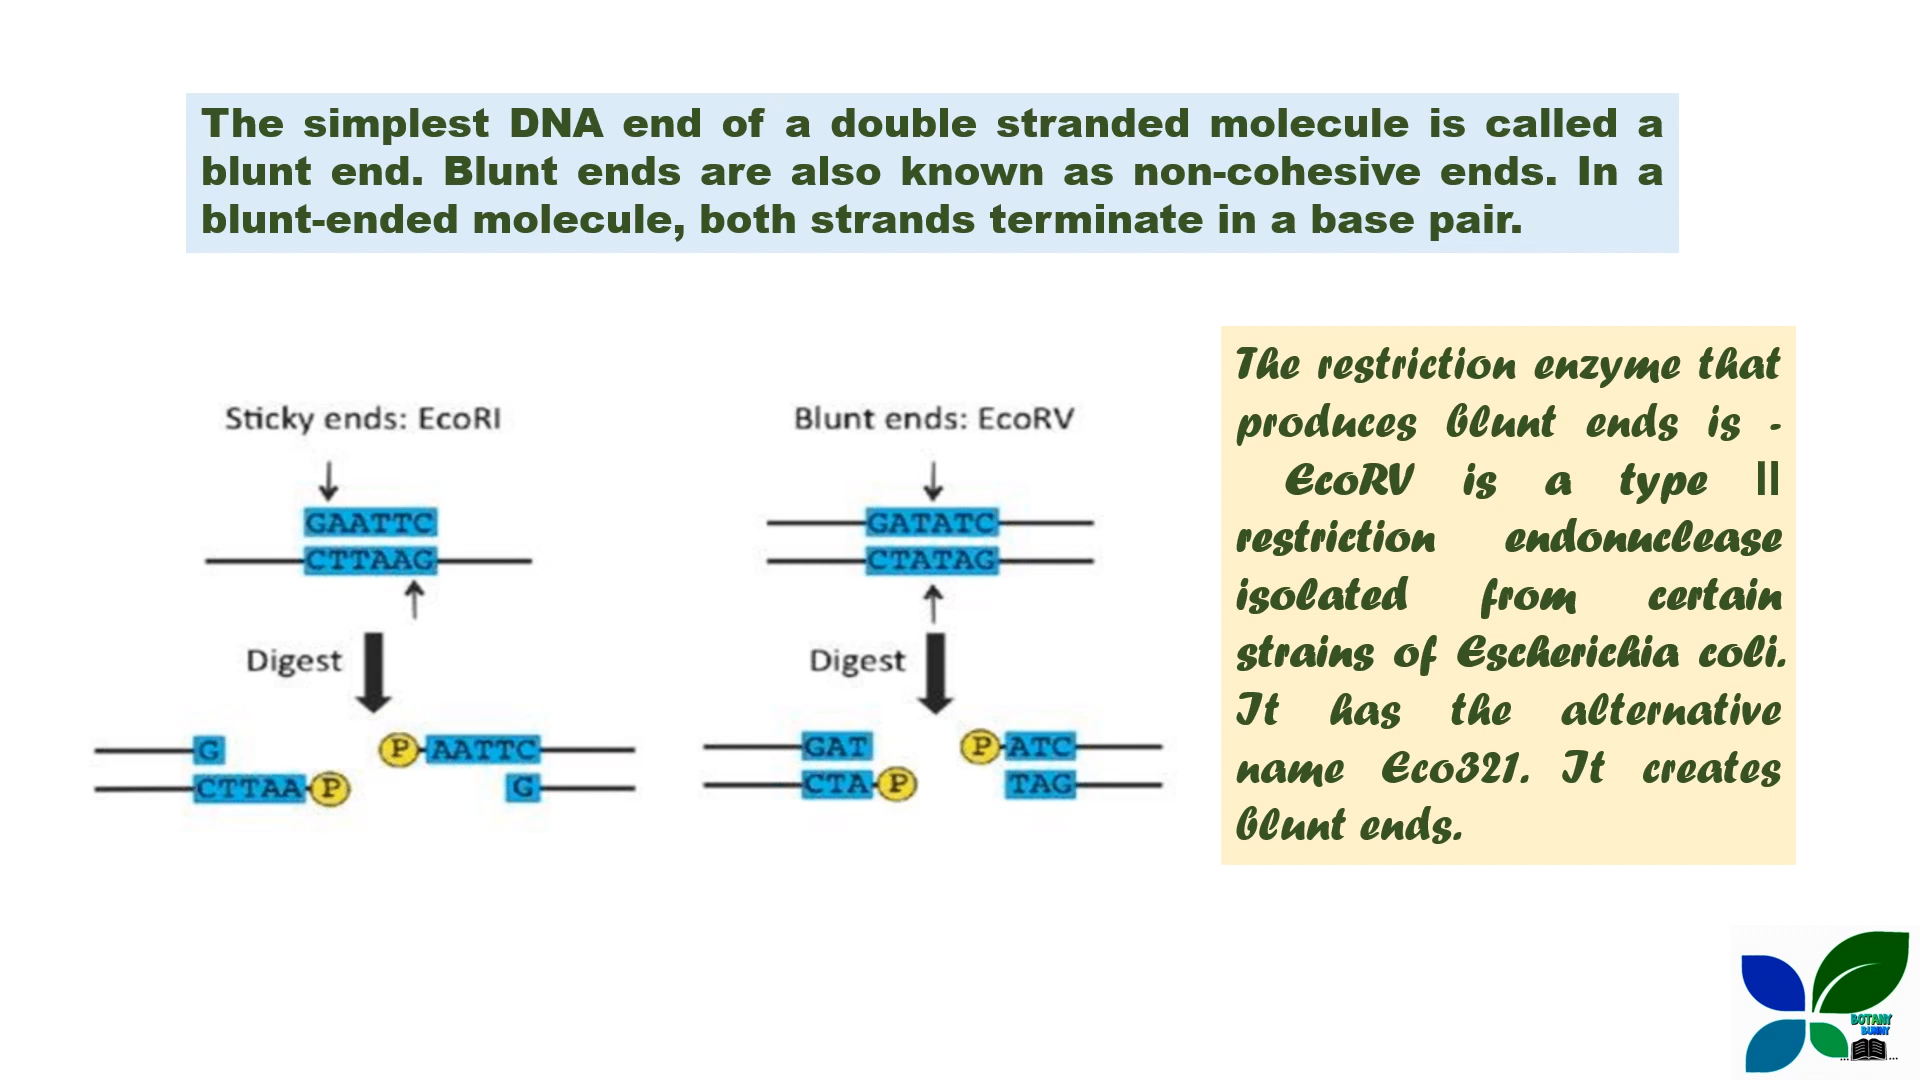 The simplest DNA end of a double stranded molecule is called a
blunt end. Blunt ends are also known as non-cohesive ends. In a
blunt-ended molecule, both strands terminate in a base pair.
Sticky ends: EcoRI
GAATTC
CTTAAG
Digest
G
P AATTC
CTTAA P
G
Blunt ends: EcoRV
GATATC
CTATAG
Digest
GAT
P ATC
CTA P
TAG
The restriction enzyme that
produces blunt ends is -
EcoRV is a type II
restriction endonuclease
isolated from certain
strains of Escherichia coli.
It has the alternative
name Eco321. It creates
blunt ends.
BOTANY
BUNNY